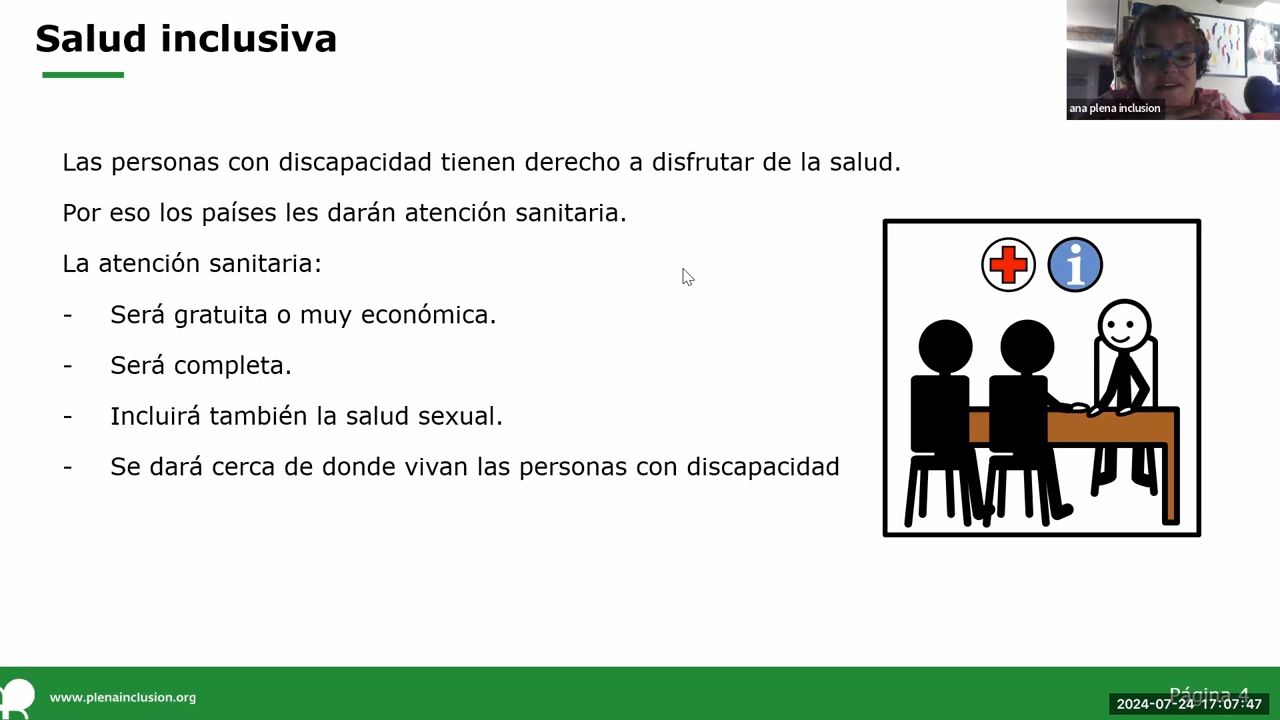 Salud inclusiva
ana plena inclusion
Las personas con discapacidad tienen derecho a disfrutar de la salud.
Por eso los países les darán atención sanitaria.
La atención sanitaria:
- Será gratuita o muy económica.
- Será completa.
- Incluirá también la salud sexual.
- Se dará cerca de donde vivan las personas con discapacidad
i
www.plenainclusion.org
Página 4
2024-07-24 17:07:47